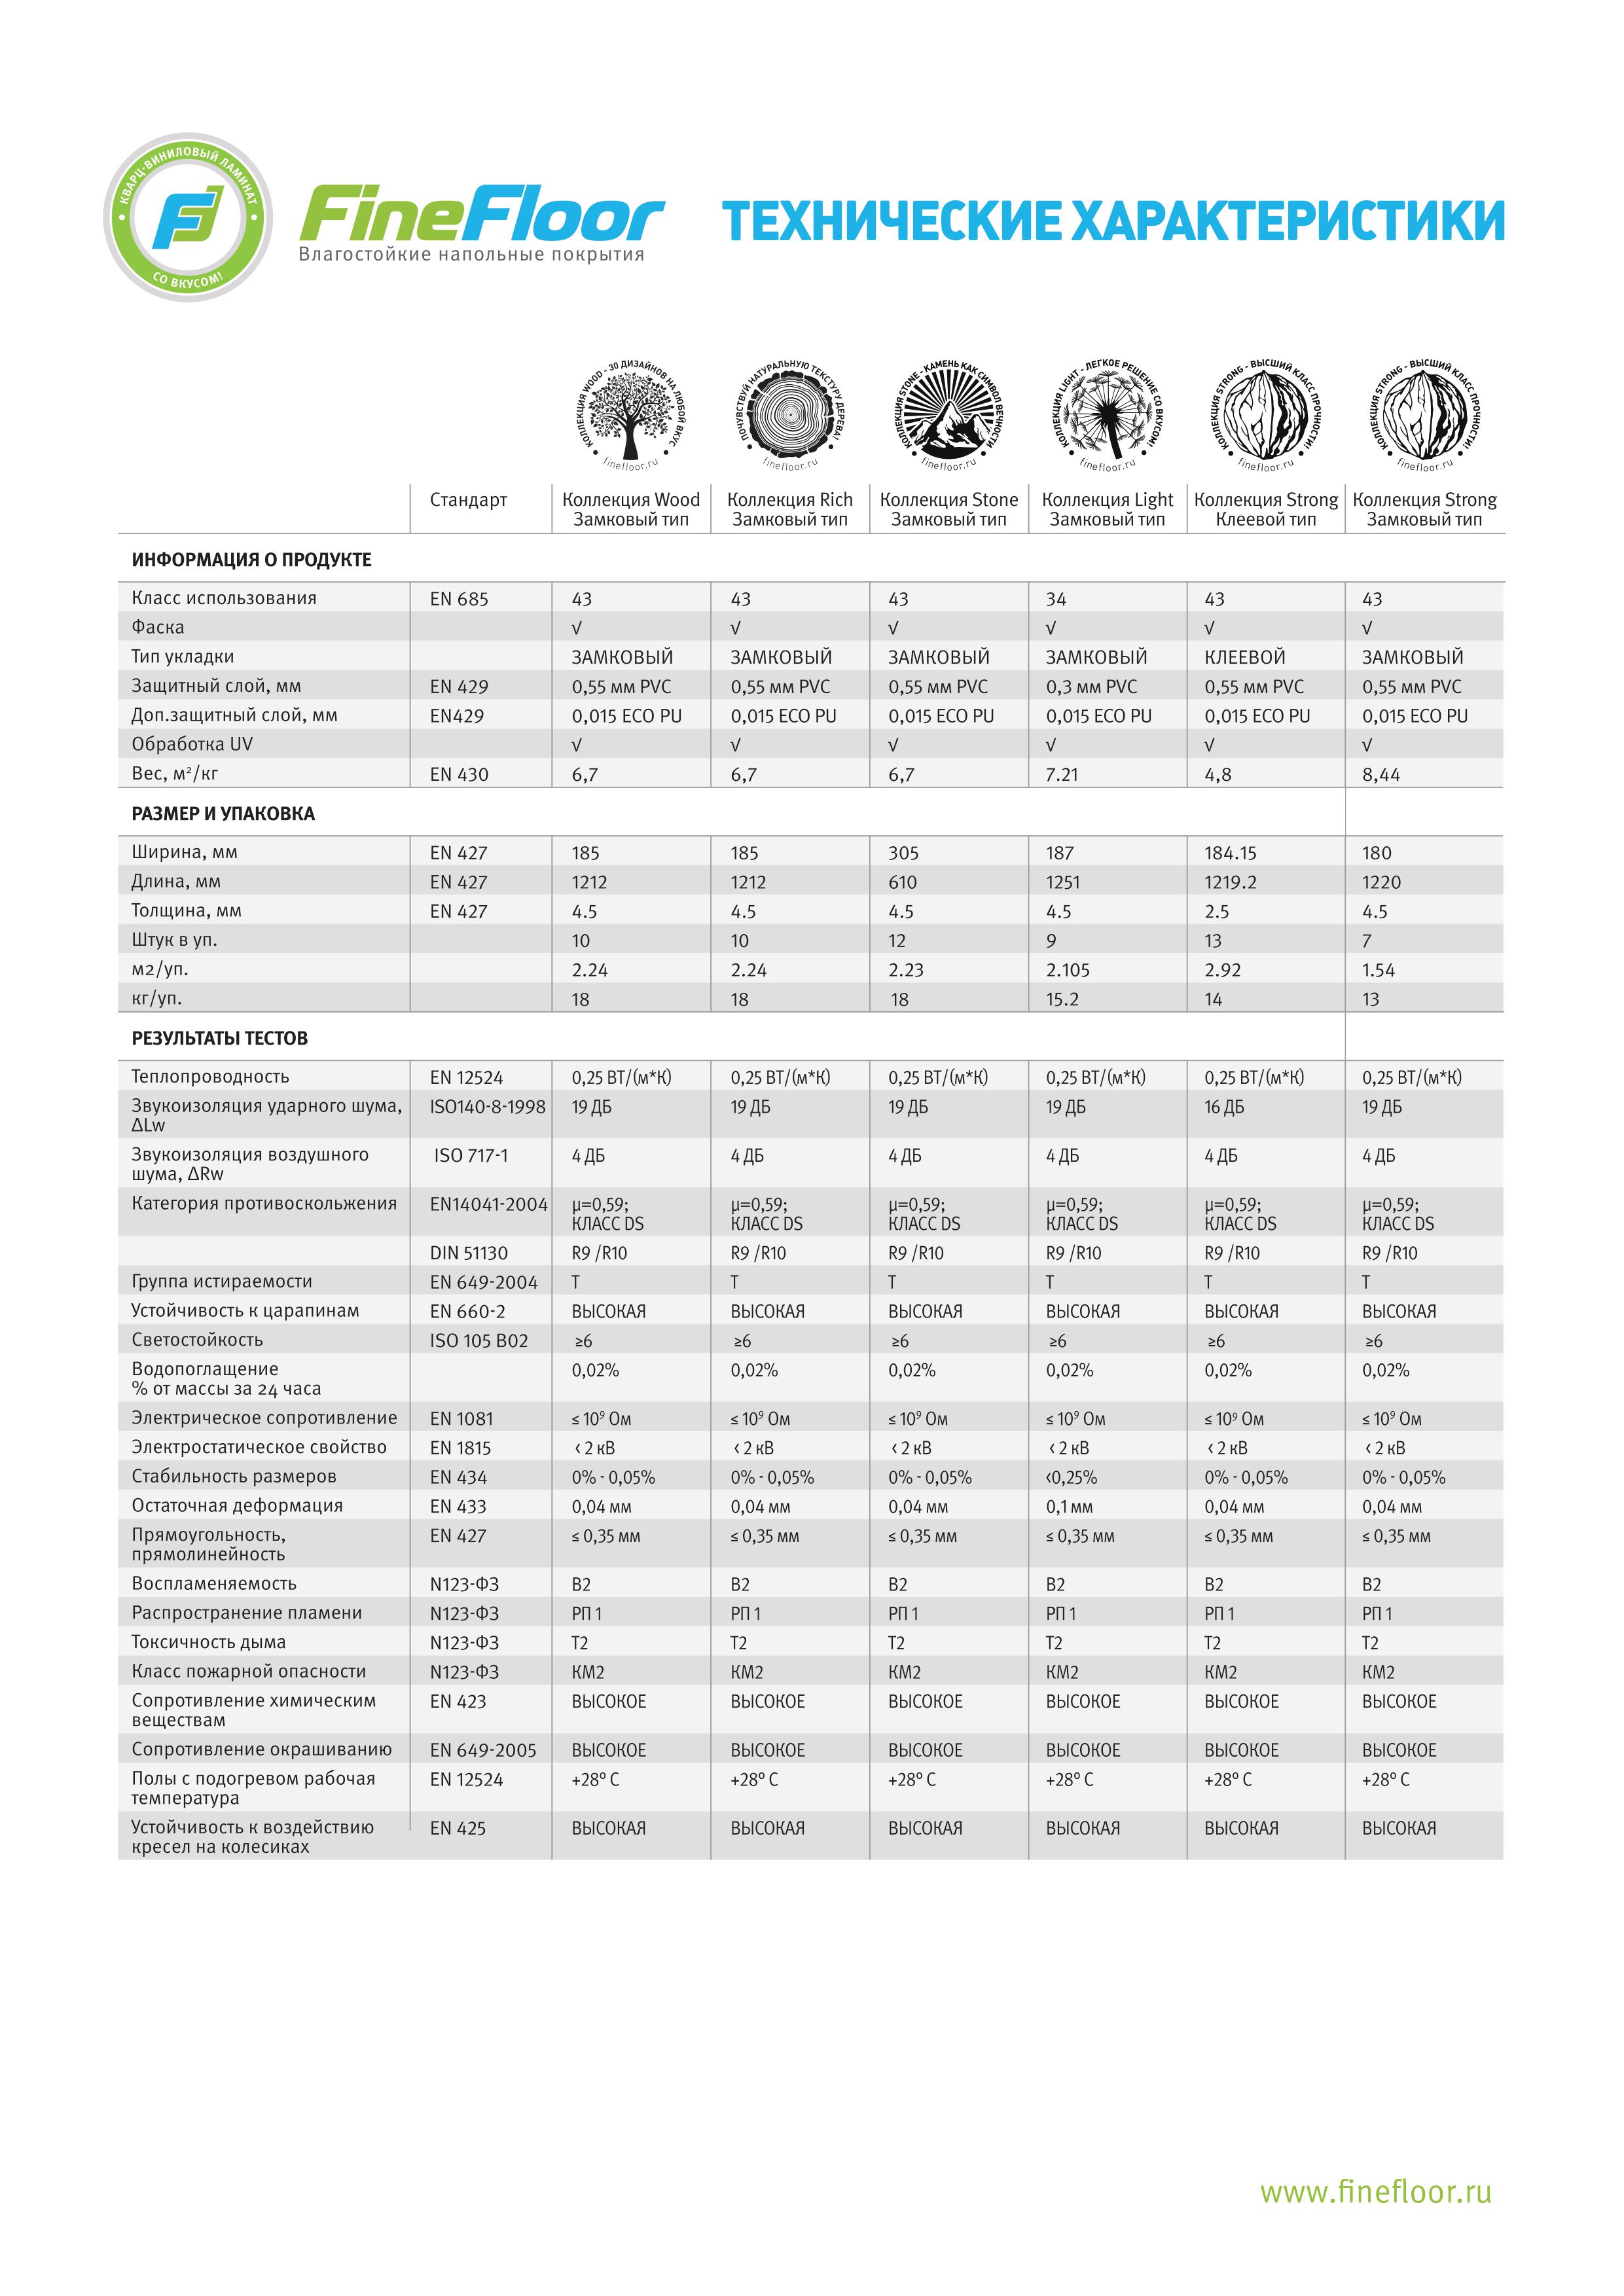 КВАРЦ-ВИНИЛОВЫЙ ЛАМИНАТ
СО ВКУСОМ!
FineFloor
Влагостойкие напольные покрытия
ТЕХНИЧЕСКИЕ ХАРАКТЕРИСТИКИ
КОЛЛЕКЦИЯ WOOD - 30 ДИЗАЙНОВ НА ЛЮБОЙ ВКУС
finefloor.ru
ПОЧУВСТВУЙ НАТУРАЛЬНУЮ ТЕКСТУРУ ДЕРЕВА!
finefloor.ru
КОЛЛЕКЦИЯ STONE - КАМЕНЬ КАК СИМВОЛ ВЕЧНОСТИ
finefloor.ru
КОЛЛЕКЦИЯ LIGHT - ЛЕГКОЕ РЕШЕНИЕ СО ВКУСОМ!
finefloor.ru
КОЛЛЕКЦИЯ STRONG - ВЫСШИЙ КЛАСС ПРОЧНОСТИ!
finefloor.ru
КОЛЛЕКЦИЯ STRONG - ВЫСШИЙ КЛАСС ПРОЧНОСТИ!
finefloor.ru
Стандарт Коллекция Wood Коллекция Rich Коллекция Stone Коллекция Light Коллекция Strong Коллекция Strong
Замковый тип Замковый тип Замковый тип Замковый тип Клеевой тип Замковый тип
ИНФОРМАЦИЯ О ПРОДУКТЕ
Класс использования EN 685 43 43 43 34 43 43
Фаска √ √ √ √ √ √
Тип укладки ЗАМКОВЫЙ ЗАМКОВЫЙ ЗАМКОВЫЙ ЗАМКОВЫЙ КЛЕЕВОЙ ЗАМКОВЫЙ
Защитный слой, мм EN 429 0,55 мм PVC 0,55 мм PVC 0,55 мм PVC 0,3 мм PVC 0,55 мм PVC 0,55 мм PVC
Доп.защитный слой, мм EN429 0,015 ECO PU 0,015 ECO PU 0,015 ECO PU 0,015 ECO PU 0,015 ECO PU 0,015 ECO PU
Обработка UV √ √ √ √ √ √
Вес, м²/кг EN 430 6,7 6,7 6,7 7.21 4,8 8,44
РАЗМЕР И УПАКОВКА
Ширина, мм EN 427 185 185 305 187 184.15 180
Длина, мм EN 427 1212 1212 610 1251 1219.2 1220
Толщина, мм EN 427 4.5 4.5 4.5 4.5 2.5 4.5
Штук в уп. 10 10 12 9 13 7
м2/уп. 2.24 2.24 2.23 2.105 2.92 1.54
кг/уп. 18 18 18 15.2 14 13
РЕЗУЛЬТАТЫ ТЕСТОВ
Теплопроводность EN 12524 0,25 ВТ/(м*К) 0,25 ВТ/(м*К) 0,25 ВТ/(м*К) 0,25 ВТ/(м*К) 0,25 ВТ/(м*К) 0,25 ВТ/(м*К)
Звукоизоляция ударного шума, ISO140-8-1998 19 ДБ 19 ДБ 19 ДБ 19 ДБ 16 ДБ 19 ДБ
ΔLw
Звукоизоляция воздушного ISO 717-1 4 ДБ 4 ДБ 4 ДБ 4 ДБ 4 ДБ 4 ДБ
шума, ΔRw
Категория противоскольжения EN14041-2004 μ=0,59; μ=0,59; μ=0,59; μ=0,59; μ=0,59; μ=0,59;
КЛАСС DS КЛАСС DS КЛАСС DS КЛАСС DS КЛАСС DS КЛАСС DS
DIN 51130 R9 /R10 R9 /R10 R9 /R10 R9 /R10 R9 /R10 R9 /R10
Группа истираемости EN 649-2004 T T T T T T
Устойчивость к царапинам EN 660-2 ВЫСОКАЯ ВЫСОКАЯ ВЫСОКАЯ ВЫСОКАЯ ВЫСОКАЯ ВЫСОКАЯ
Светостойкость ISO 105 B02 ≥6 ≥6 ≥6 ≥6 ≥6 ≥6
Водопоглащение 0,02% 0,02% 0,02% 0,02% 0,02% 0,02%
% от массы за 24 часа
Электрическое сопротивление EN 1081 ≤ 10⁹ Ом ≤ 10⁹ Ом ≤ 10⁹ Ом ≤ 10⁹ Ом ≤ 10⁹ Ом ≤ 10⁹ Ом
Электростатическое свойство EN 1815 < 2 кВ < 2 кВ < 2 кВ < 2 кВ < 2 кВ < 2 кВ
Стабильность размеров EN 434 0% - 0,05% 0% - 0,05% 0% - 0,05% <0,25% 0% - 0,05% 0% - 0,05%
Остаточная деформация EN 433 0,04 мм 0,04 мм 0,04 мм 0,1 мм 0,04 мм 0,04 мм
Прямоугольность, EN 427 ≤ 0,35 мм ≤ 0,35 мм ≤ 0,35 мм ≤ 0,35 мм ≤ 0,35 мм ≤ 0,35 мм
прямолинейность
Воспламеняемость N123-ФЗ В2 В2 В2 В2 В2 В2
Распространение пламени N123-ФЗ РП 1 РП 1 РП 1 РП 1 РП 1 РП 1
Токсичность дыма N123-ФЗ Т2 Т2 Т2 Т2 Т2 Т2
Класс пожарной опасности N123-ФЗ КМ2 КМ2 КМ2 КМ2 КМ2 КМ2
Сопротивление химическим EN 423 ВЫСОКОЕ ВЫСОКОЕ ВЫСОКОЕ ВЫСОКОЕ ВЫСОКОЕ ВЫСОКОЕ
веществам
Сопротивление окрашиванию EN 649-2005 ВЫСОКОЕ ВЫСОКОЕ ВЫСОКОЕ ВЫСОКОЕ ВЫСОКОЕ ВЫСОКОЕ
Полы с подогревом рабочая EN 12524 +28º С +28º С +28º С +28º С +28º С +28º С
температура
Устойчивость к воздействию EN 425 ВЫСОКАЯ ВЫСОКАЯ ВЫСОКАЯ ВЫСОКАЯ ВЫСОКАЯ ВЫСОКАЯ
кресел на колесиках
www.finefloor.ru